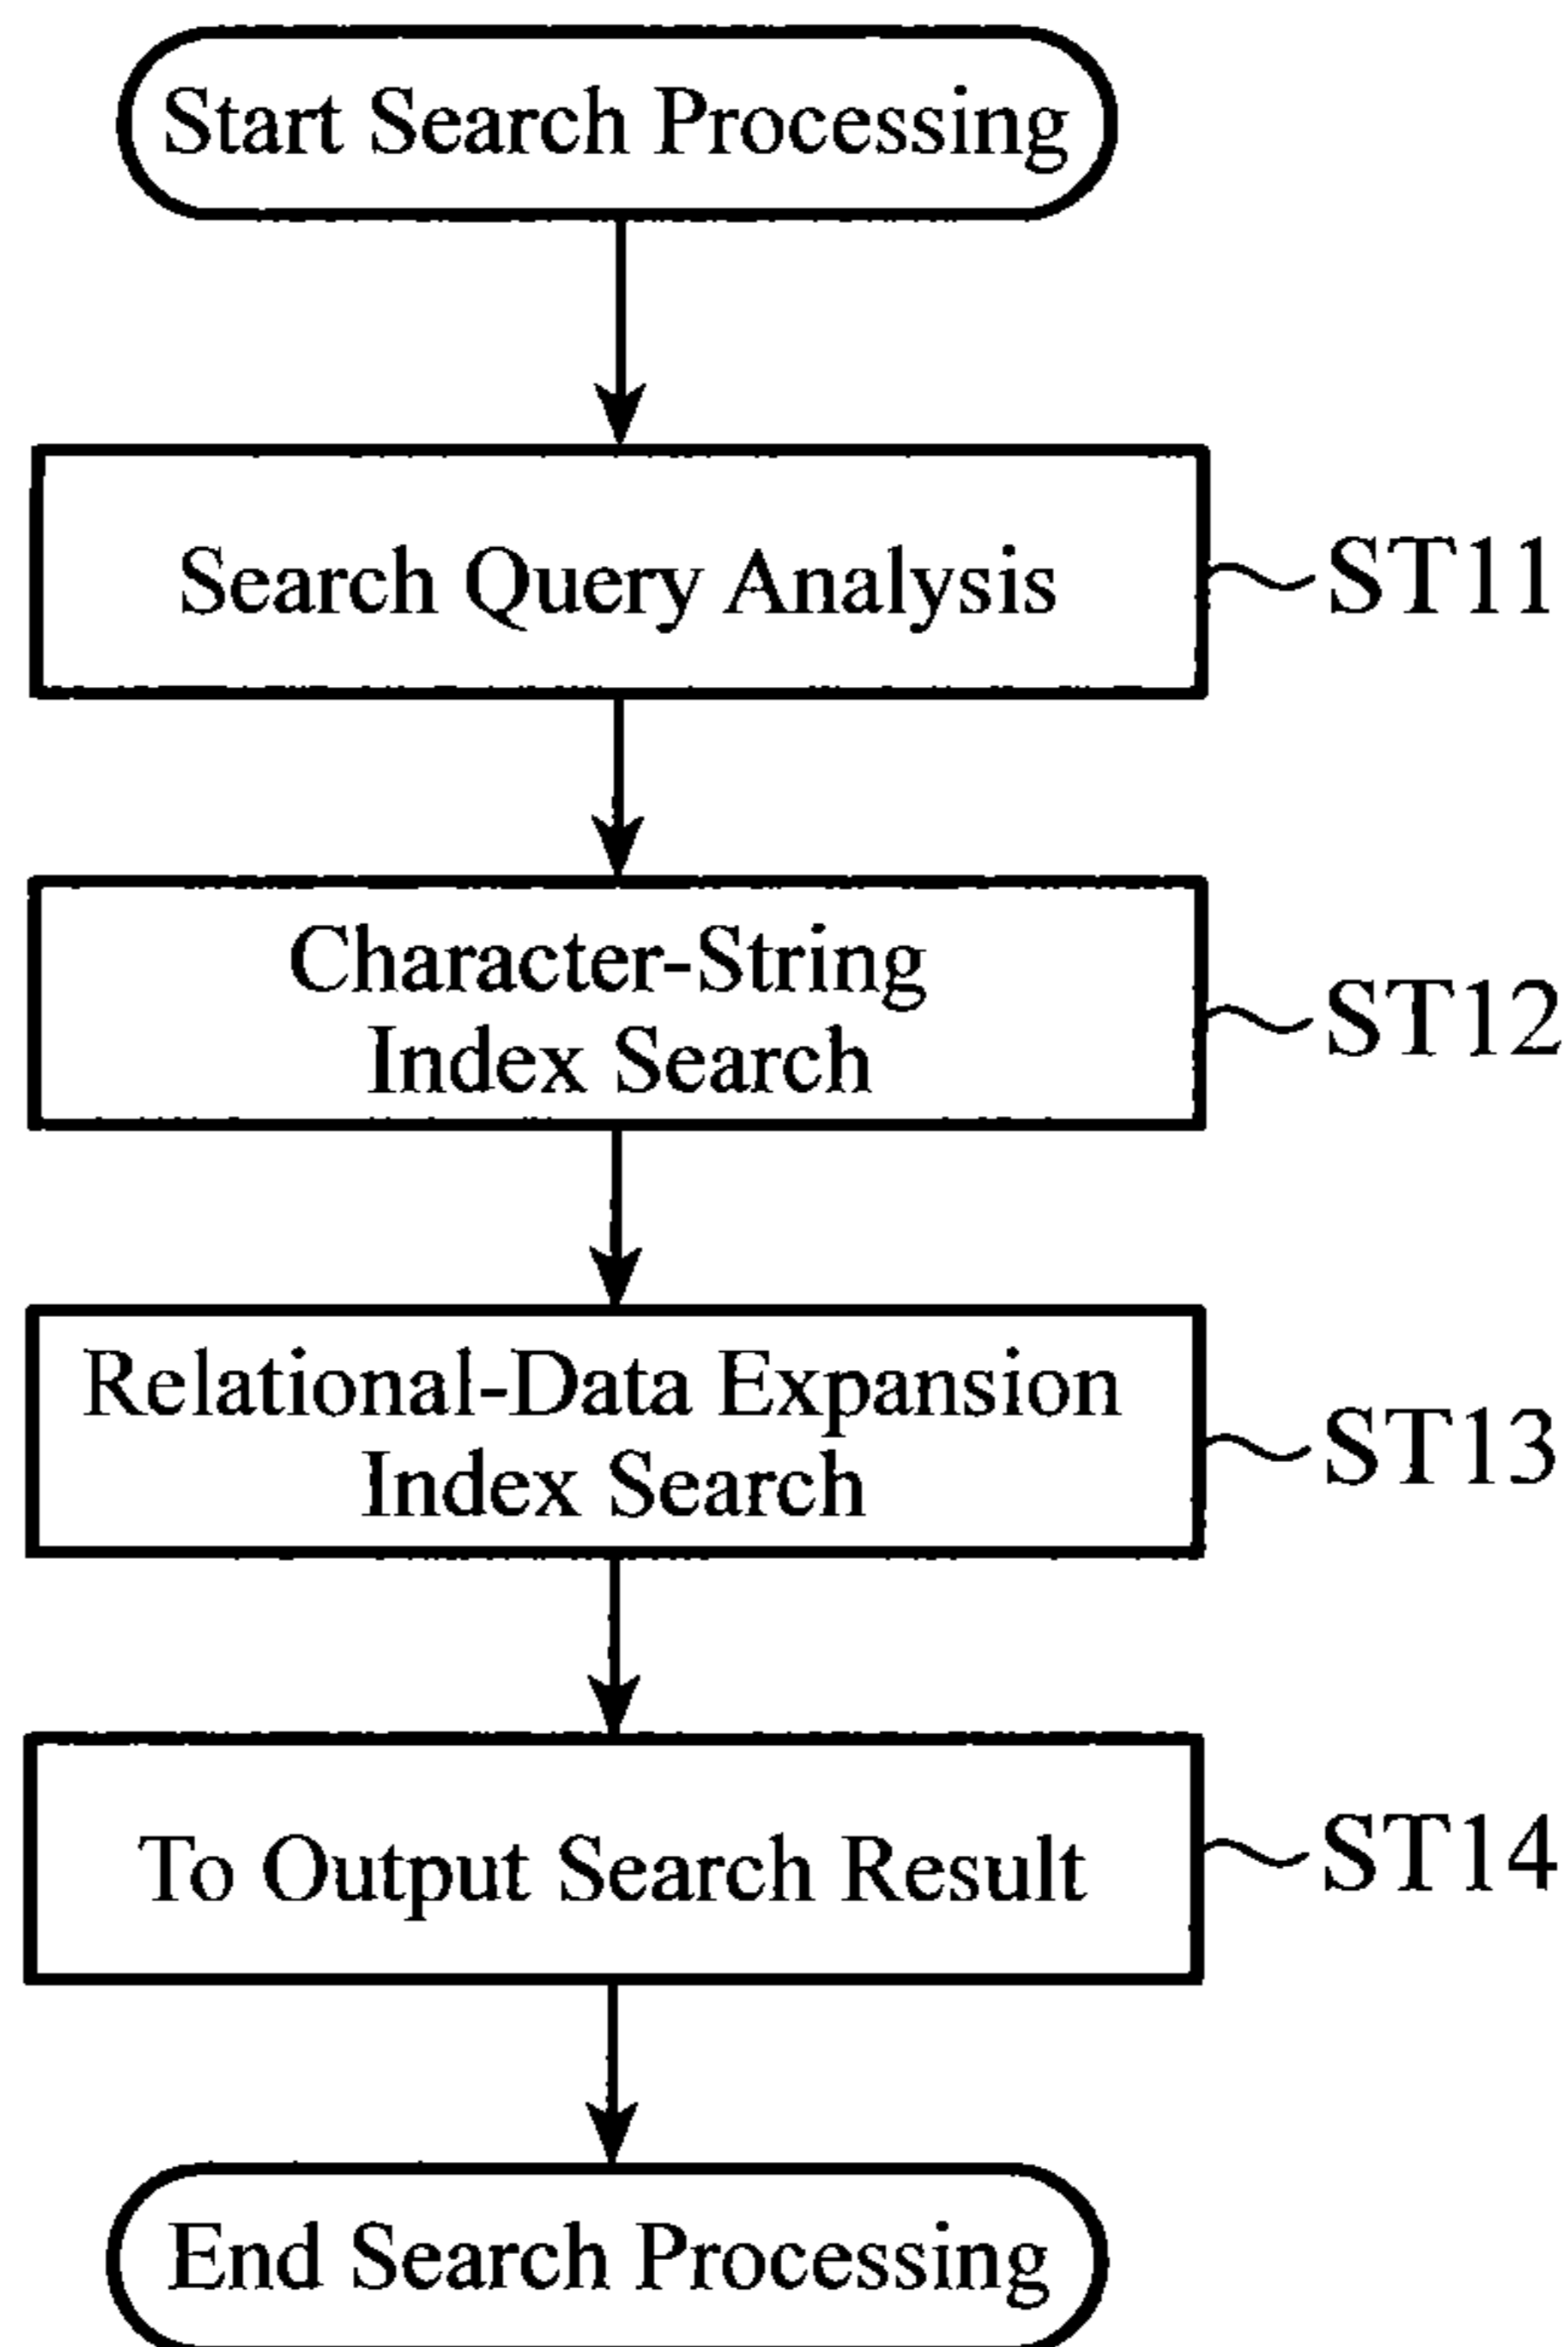 Start Search Processing
Search Query Analysis
ST11
Character-String
Index Search
ST12
Relational-Data Expansion
Index Search
ST13
To Output Search Result
ST14
End Search Processing